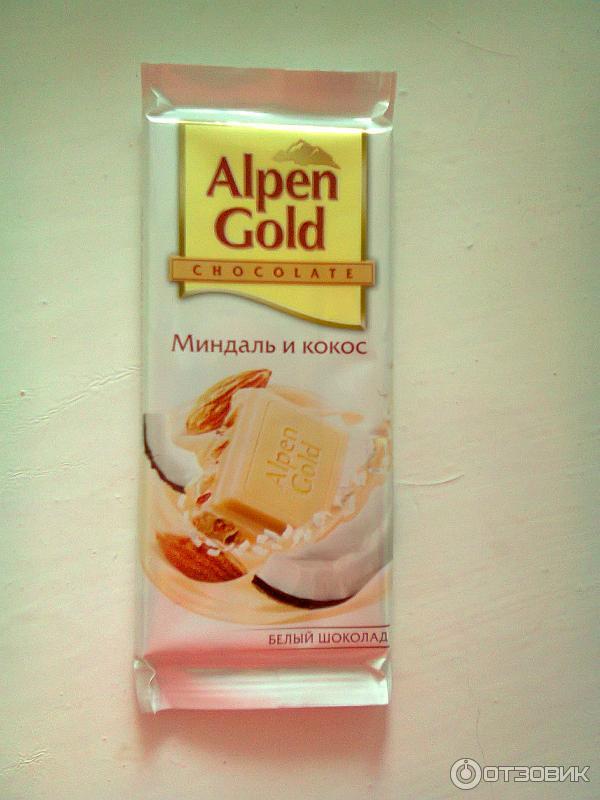 Alpen
Gold
CHOCOLATE
Миндаль и кокос
Alpen
Gold
БЕЛЫЙ ШОКОЛАД
ОТЗОВИК